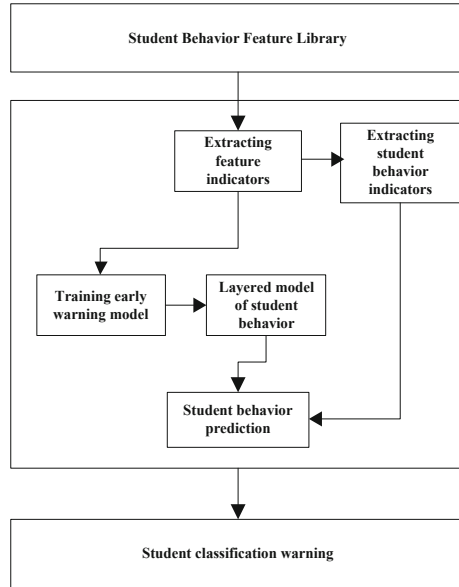 Student Behavior Feature Library
Extracting
feature
indicators
Extracting
student
behavior
indicators
Training early
warning model
Layered model
of student
behavior
Student behavior
prediction
Student classification warning